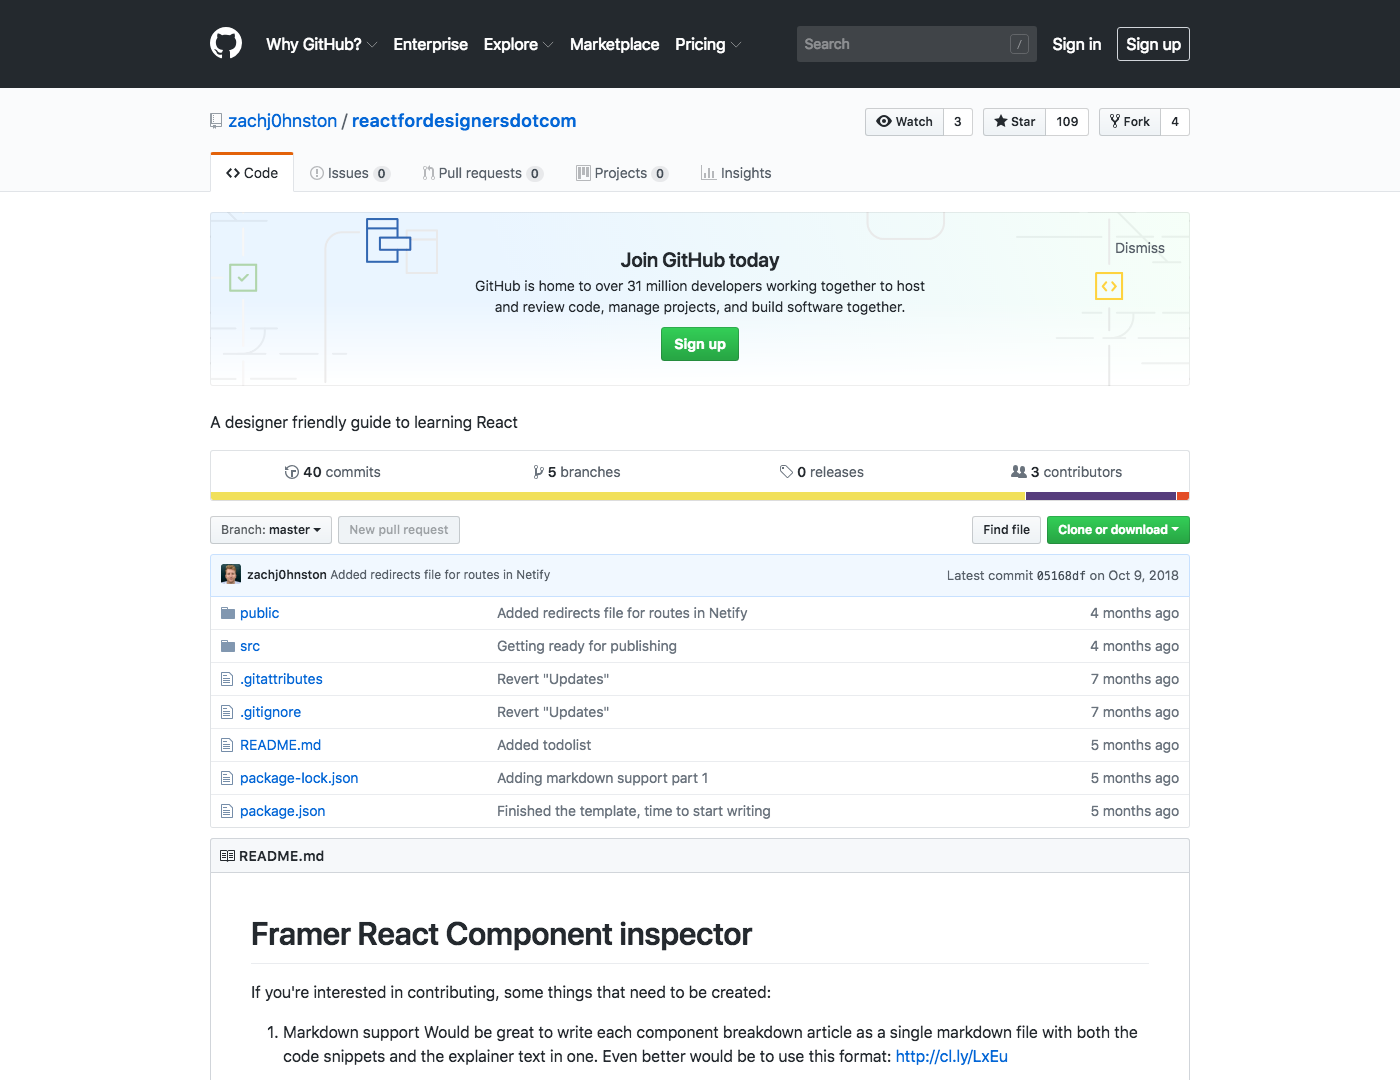 Why GitHub? Enterprise Explore Marketplace Pricing Search / Sign in Sign up
zachj0hnston / reactfordesignersdotcom Watch 3 Star 109 Fork 4
Code Issues 0 Pull requests 0 Projects 0 Insights
Dismiss
Join GitHub today
GitHub is home to over 31 million developers working together to host
and review code, manage projects, and build software together.
Sign up
A designer friendly guide to learning React
40 commits 5 branches 0 releases 3 contributors
Branch: master New pull request Find file Clone or download
zachj0hnston Added redirects file for routes in Netify Latest commit 05168df on Oct 9, 2018
public Added redirects file for routes in Netify 4 months ago
src Getting ready for publishing 4 months ago
.gitattributes Revert "Updates" 7 months ago
.gitignore Revert "Updates" 7 months ago
README.md Added todolist 5 months ago
package-lock.json Adding markdown support part 1 5 months ago
package.json Finished the template, time to start writing 5 months ago
README.md
Framer React Component inspector
If you're interested in contributing, some things that need to be created:
1. Markdown support Would be great to write each component breakdown article as a single markdown file with both the
code snippets and the explainer text in one. Even better would be to use this format: http://cl.ly/LxEu